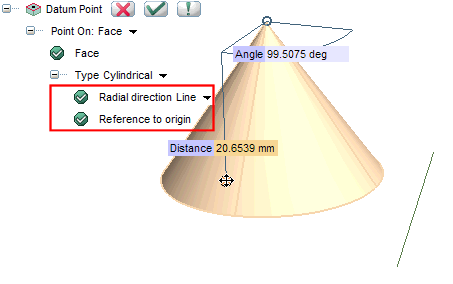 Datum Point
Point On: Face
Face
Type Cylindrical
Radial direction Line
Reference to origin
Angle 99.5075 deg
Distance 20.6539 mm